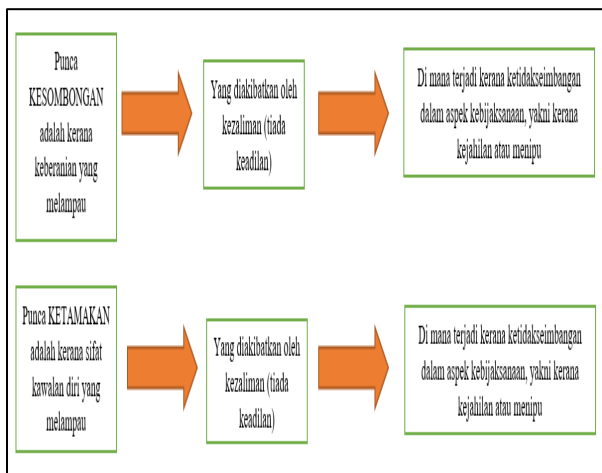 Punca
KESOMBONGAN
adalah kerana
keberanian yang
melampau
Yang diakibatkan oleh
kezaliman (tiada
keadilan)
Di mana terjadi kerana ketidakseimbangan
dalam aspek kebijaksanaan, yakni kerana
kejahilan atau menipu
Punca KETAMAKAN
adalah kerana sifat
kawalan diri yang
melampau
Yang diakibatkan oleh
kezaliman (tiada
keadilan)
Di mana terjadi kerana ketidakseimbangan
dalam aspek kebijaksanaan, yakni kerana
kejahilan atau menipu